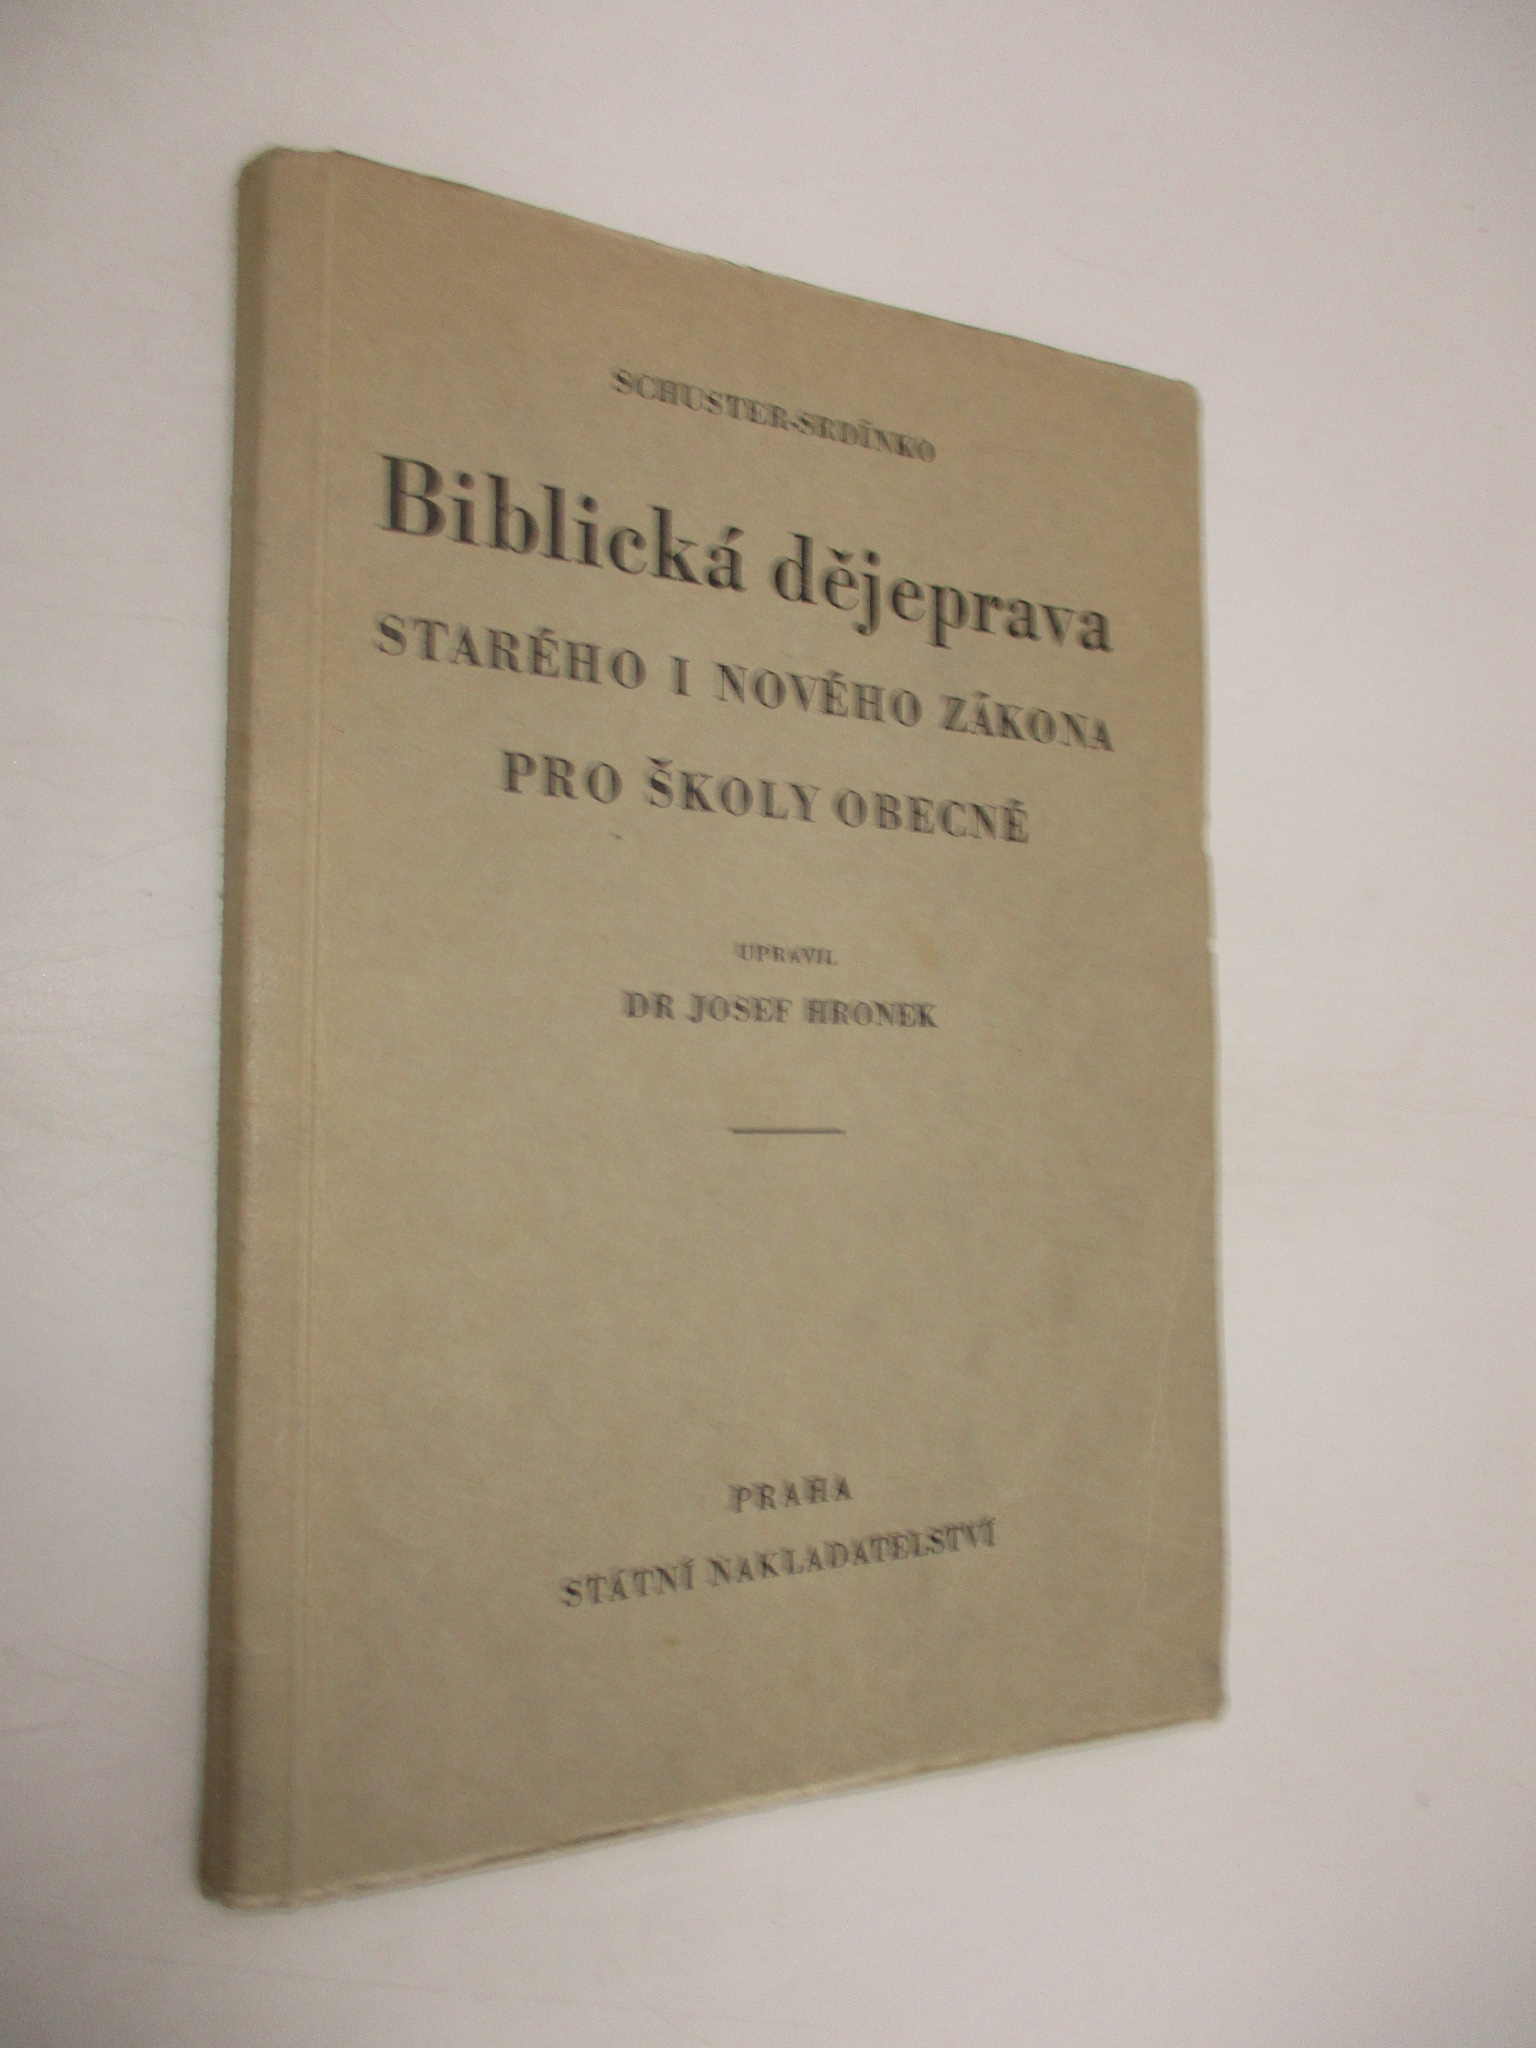 SCHUSTER-SRDÍNKO
Biblická dějeprava
STARÉHO I NOVÉHO ZÁKONA
PRO ŠKOLY OBECNÉ
UPRAVIL
DR JOSEF HRONEK
PRAHA
STÁTNÍ NAKLADATELSTVÍ